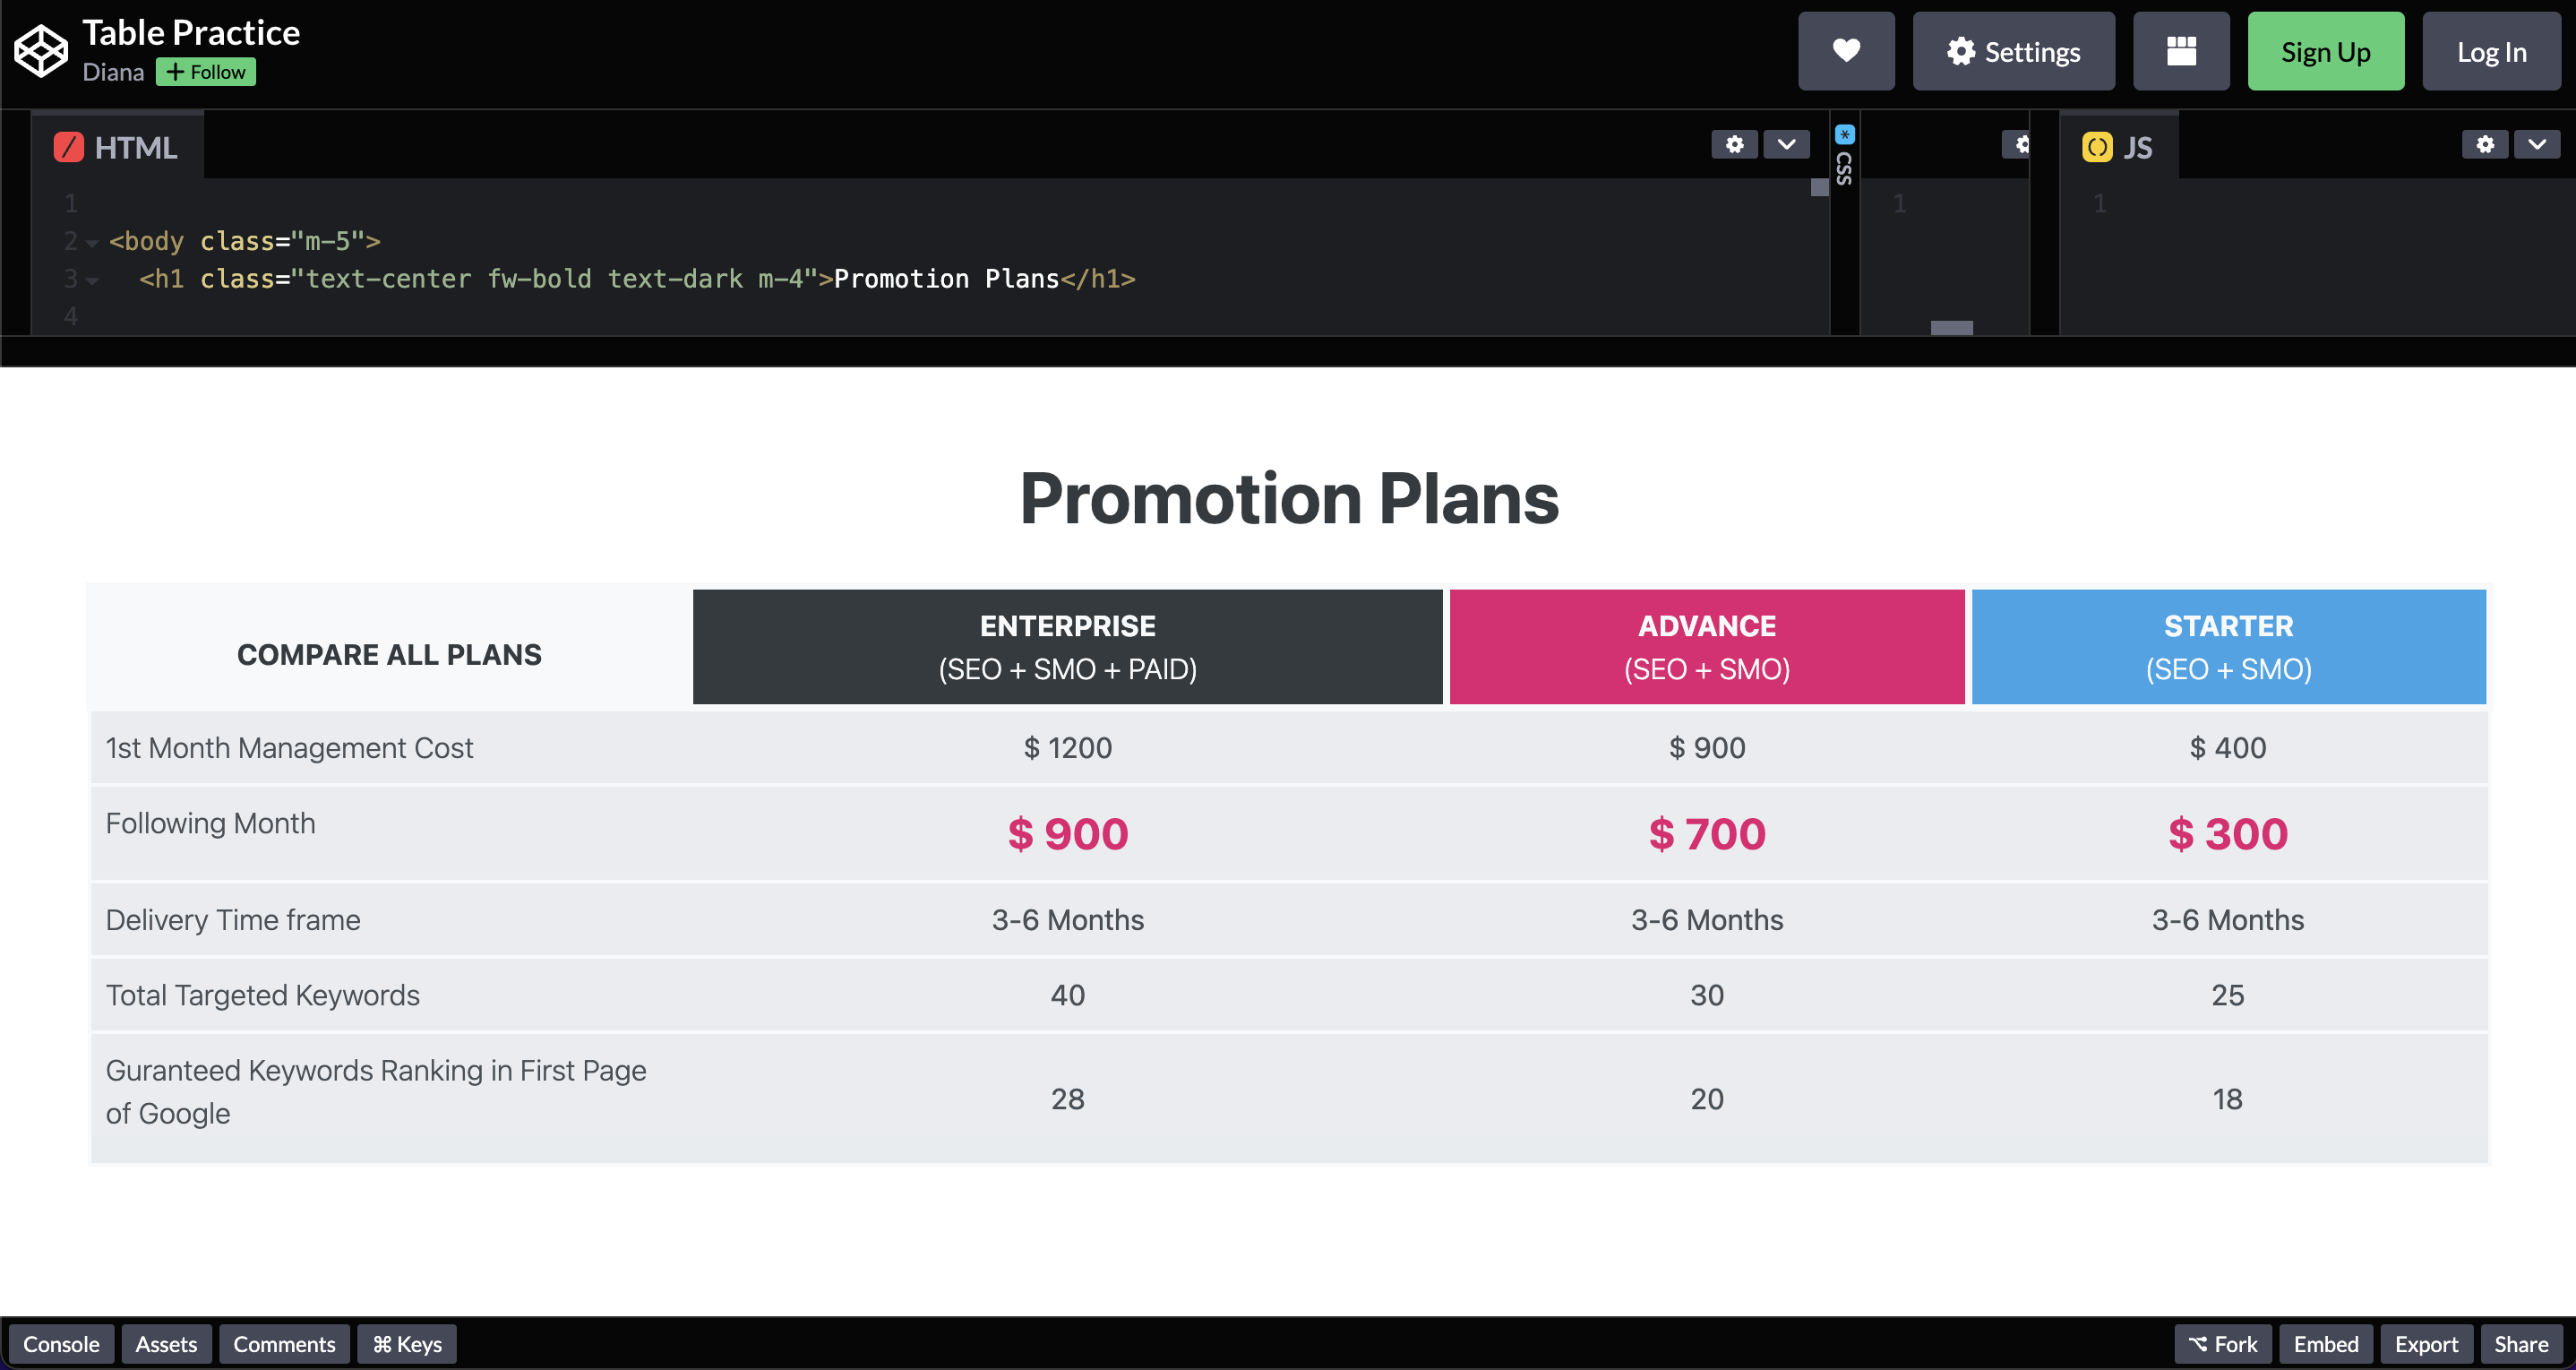 Table Practice
Diana + Follow
Settings
Sign Up
Log In
HTML
CSS
JS
1
2 <body class="m-5">
3 <h1 class="text-center fw-bold text-dark m-4">Promotion Plans</h1>
4
1
1
Promotion Plans
COMPARE ALL PLANS
ENTERPRISE
(SEO + SMO + PAID)
ADVANCE
(SEO + SMO)
STARTER
(SEO + SMO)
1st Month Management Cost $ 1200 $ 900 $ 400
Following Month $ 900 $ 700 $ 300
Delivery Time frame 3-6 Months 3-6 Months 3-6 Months
Total Targeted Keywords 40 30 25
Guranteed Keywords Ranking in First Page
of Google
28 20 18
Console Assets Comments ⌘ Keys Fork Embed Export Share